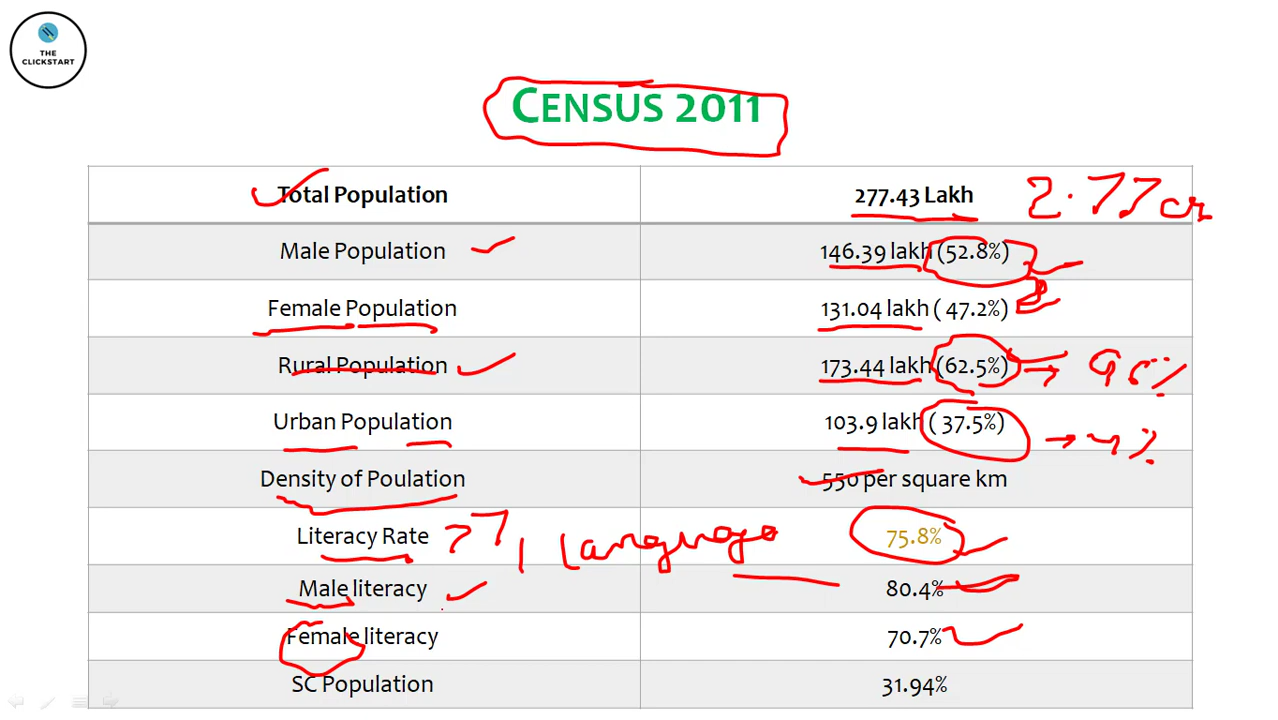 THE
CLICKSTART
CENSUS 2011
Total Population 277.43 Lakh 2.77 cr
Male Population 146.39 lakh (52.8%)
Female Population 131.04 lakh ( 47.2%)
Rural Population 173.44 lakh (62.5%)
Urban Population 103.9 lakh ( 37.5%) → 4%
Density of Poulation 550 per square km
Literacy Rate 75.8%
Male literacy 80.4%
Female literacy 70.7%
SC Population 31.94%